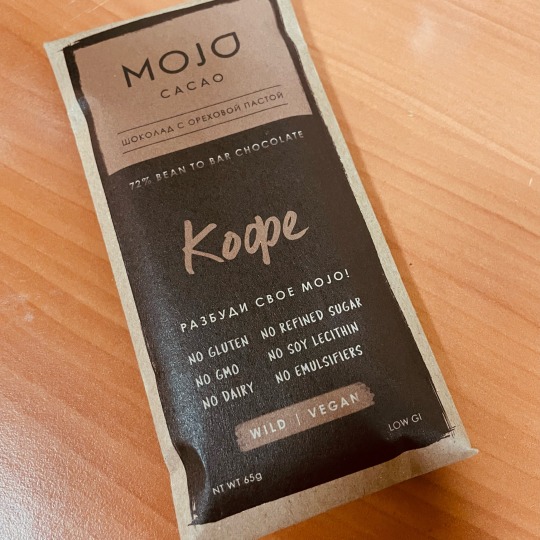 MOJO
CACAO
ШОКОЛАД С ОРЕХОВОЙ ПАСТОЙ
72% BEAN TO BAR CHOCOLATE
Кофе
РАЗБУДИ СВОЕ MOJO!
NO GLUTEN NO REFINED SUGAR
NO GMO NO SOY LECITHIN
NO DAIRY NO EMULSIFIERS
WILD | VEGAN
LOW GI
NT WT 65g